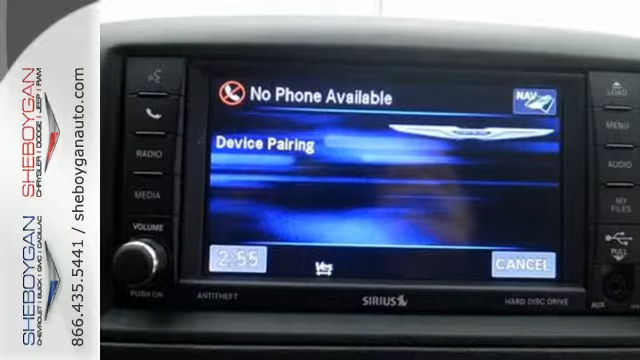 SHEBOYGAN
CHRYSLER | DODGE | JEEP | RAM
SHEBOYGAN
CHEVROLET | BUICK | GMC | CADILLAC
866.435.5441 / sheboyganauto.com
No Phone Available
NAV
Device Pairing
2:55
Yes
CANCEL
RADIO
MEDIA
VOLUME
PUSH ON
ANTITHEFT
SIRIUS
HARD DISC DRIVE
LOAD
MENU
AUDIO
MY
FILES
PULL
AUX